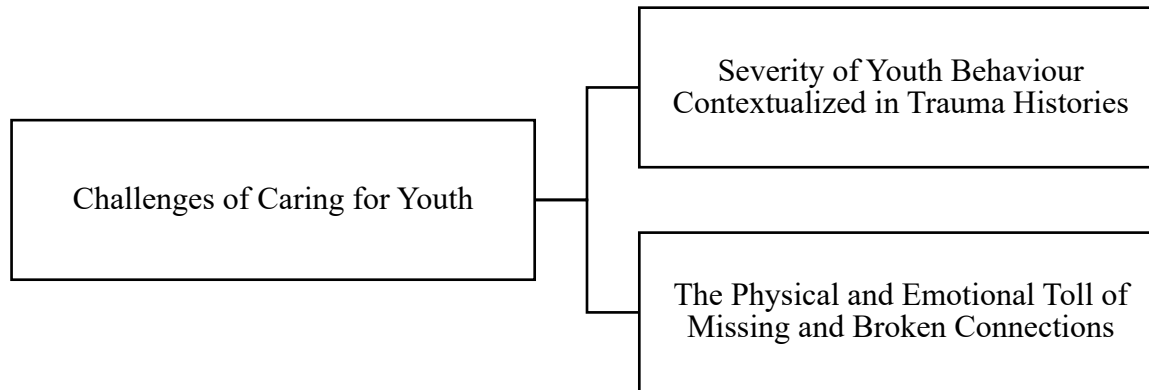 Severity of Youth Behaviour
Contextualized in Trauma Histories
Challenges of Caring for Youth
The Physical and Emotional Toll of
Missing and Broken Connections